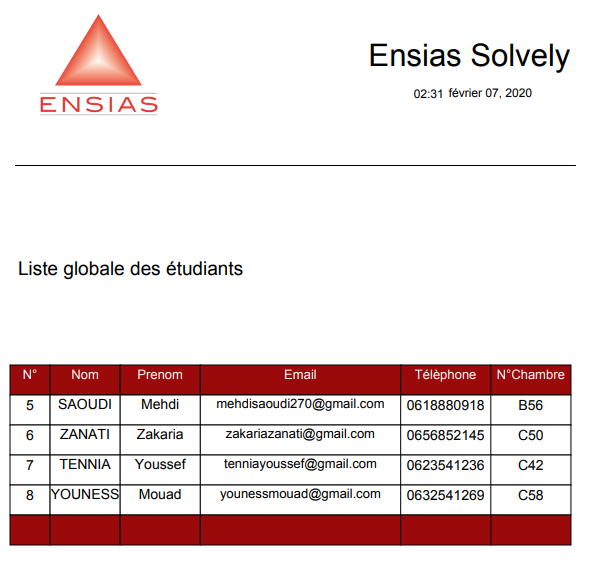 ENSIAS
Ensias Solvely
02:31 février 07, 2020
Liste globale des étudiants
N° Nom Prenom Email Télèphone N°Chambre
5 SAOUDI Mehdi mehdisaoudi270@gmail.com 0618880918 B56
6 ZANATI Zakaria zakariazanati@gmail.com 0656852145 C50
7 TENNIA Youssef tenniayoussef@gmail.com 0623541236 C42
8 YOUNESS Mouad younessmouad@gmail.com 0632541269 C58